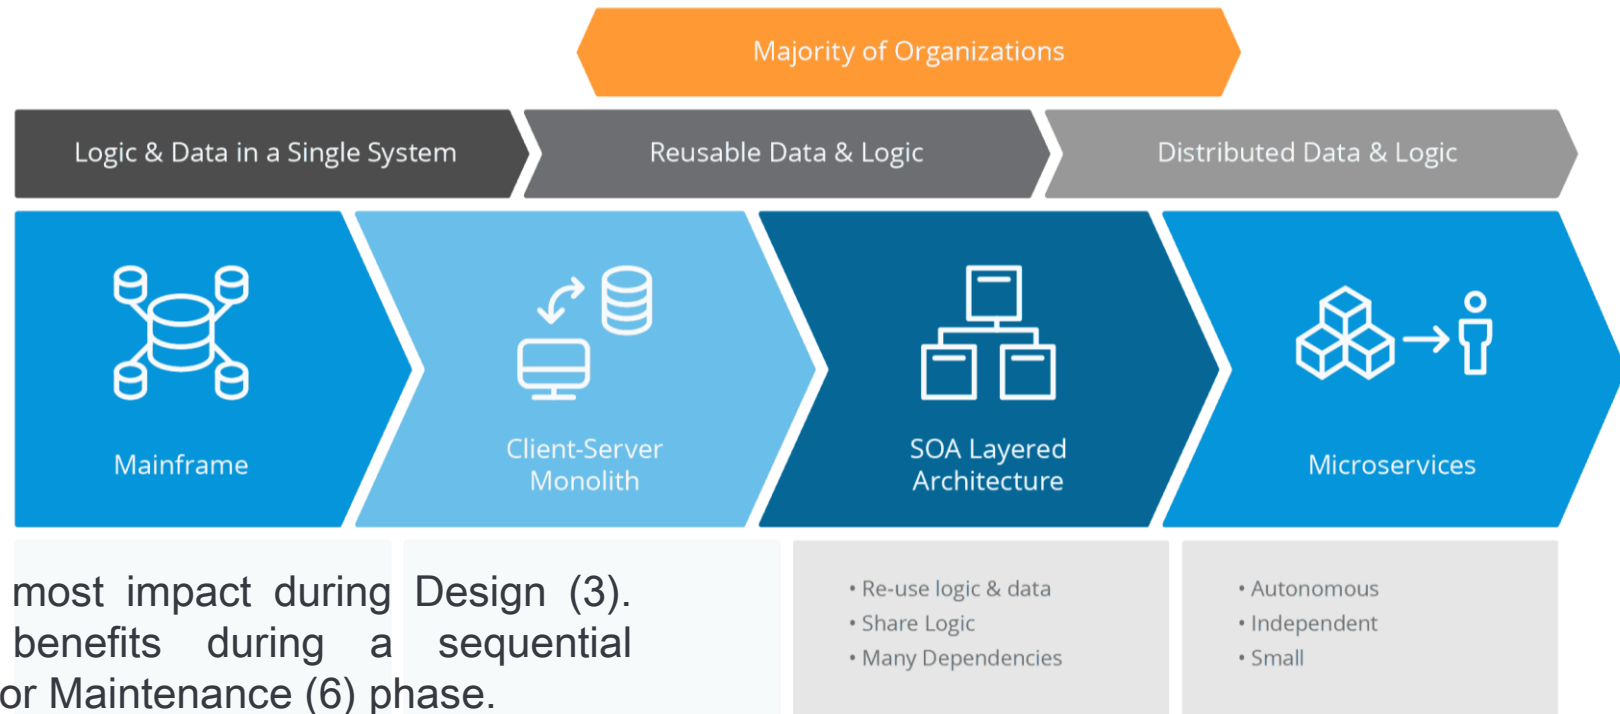 Majority of Organizations
Logic & Data in a Single System
Reusable Data & Logic
Distributed Data & Logic
Mainframe
Client-Server
Monolith
SOA Layered
Architecture
Microservices
most impact during Design (3).
benefits during a sequential
or Maintenance (6) phase.
• Re-use logic & data
• Share Logic
• Many Dependencies
• Autonomous
• Independent
• Small